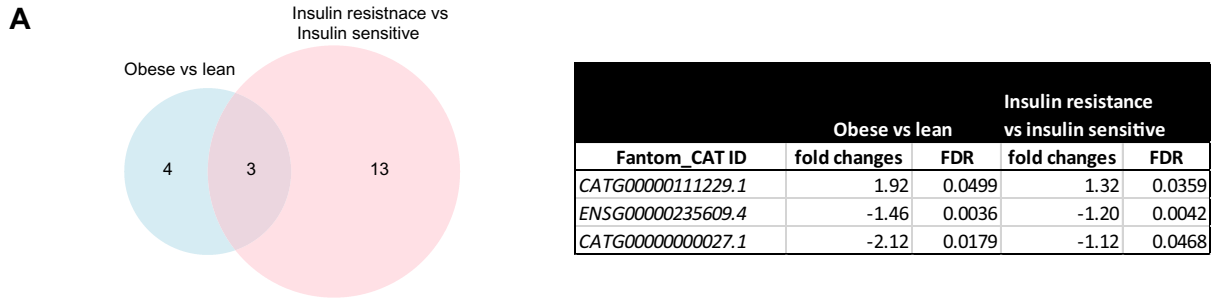 A
Insulin resistnace vs
Insulin sensitive
Obese vs lean
4 3 13
Insulin resistance
Obese vs lean vs insulin sensitive
Fantom_CAT ID fold changes FDR fold changes FDR
CATG00000111229.1 1.92 0.0499 1.32 0.0359
ENSG00000235609.4 -1.46 0.0036 -1.20 0.0042
CATG00000000027.1 -2.12 0.0179 -1.12 0.0468